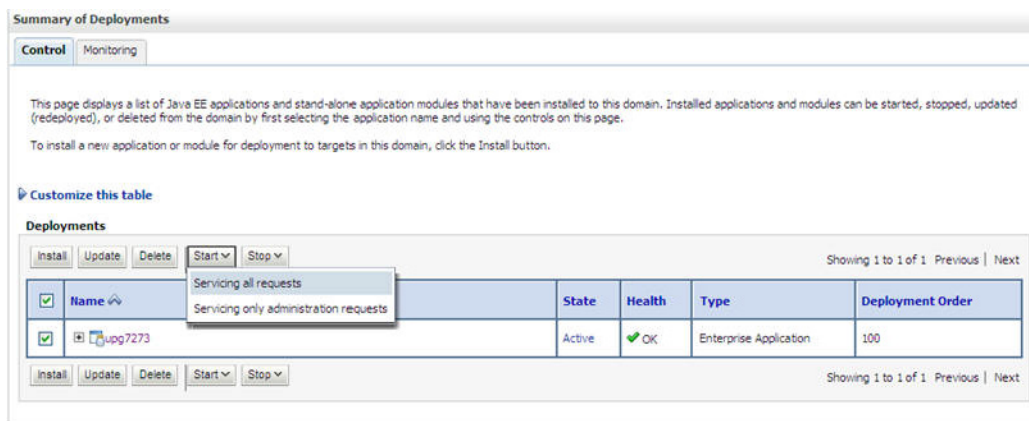 Summary of Deployments
Control Monitoring
This page displays a list of Java EE applications and stand-alone application modules that have been installed to this domain. Installed applications and modules can be started, stopped, updated
(redeployed), or deleted from the domain by first selecting the application name and using the controls on this page.
To install a new application or module for deployment to targets in this domain, click the Install button.
Customize this table
Deployments
Install Update Delete Start Stop Showing 1 to 1 of 1 Previous | Next
Servicing all requests
Servicing only administration requests
Name State Health Type Deployment Order
upg7273 Active OK Enterprise Application 100
Install Update Delete Start Stop Showing 1 to 1 of 1 Previous | Next